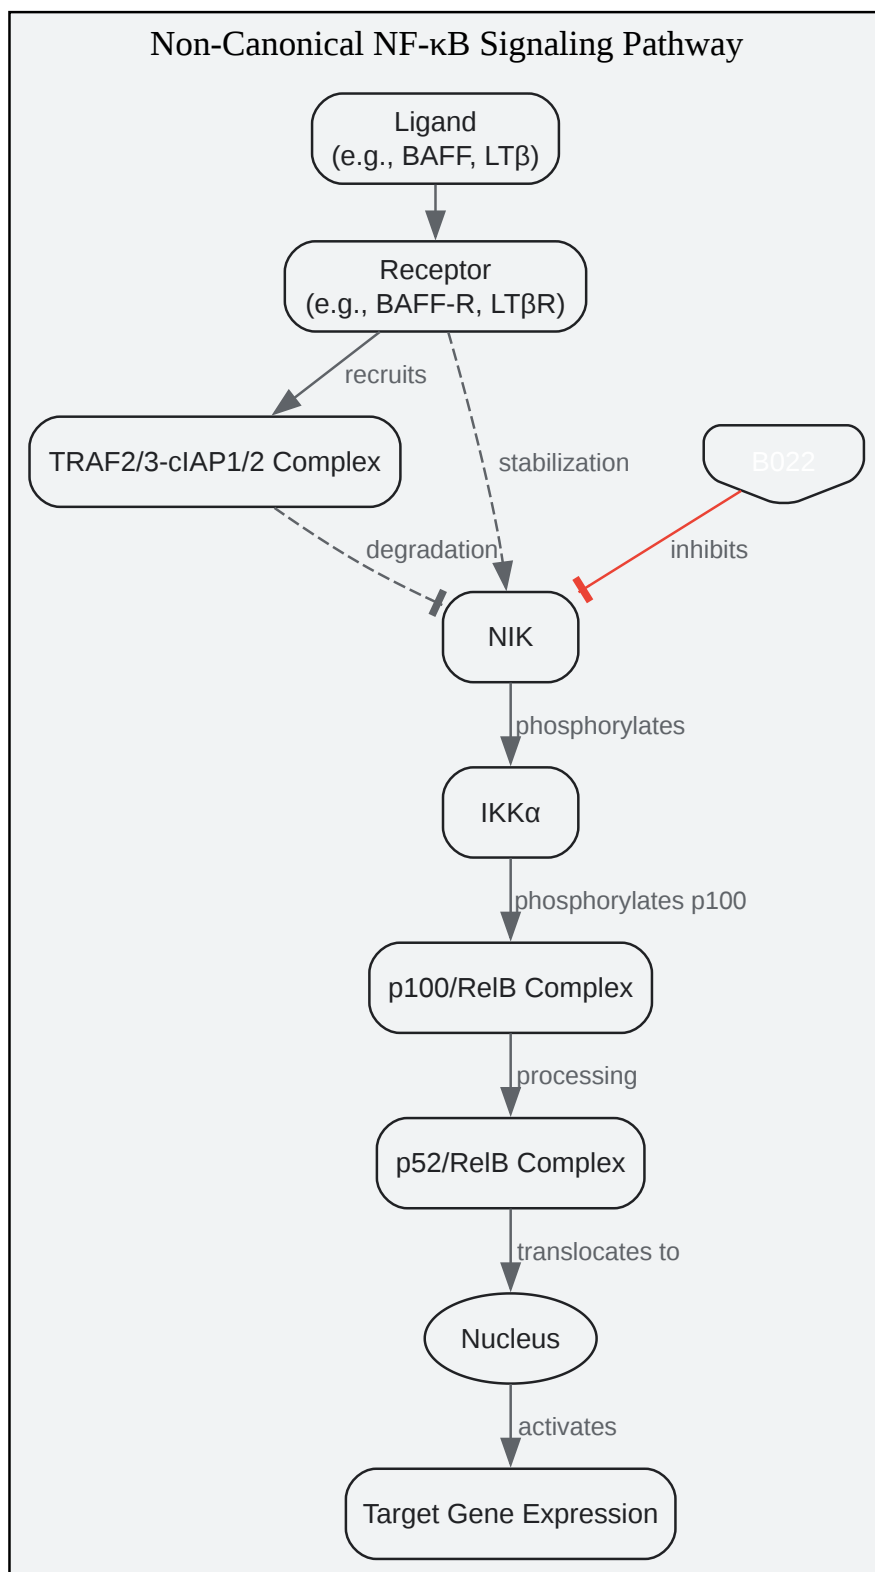 Non-Canonical NF-κB Signaling Pathway
Ligand
(e.g., BAFF, LTβ)
Receptor
(e.g., BAFF-R, LTβR)
recruits
TRAF2/3-cIAP1/2 Complex
stabilization
B022
degradation
inhibits
NIK
phosphorylates
IKKα
phosphorylates p100
p100/RelB Complex
processing
p52/RelB Complex
translocates to
Nucleus
activates
Target Gene Expression